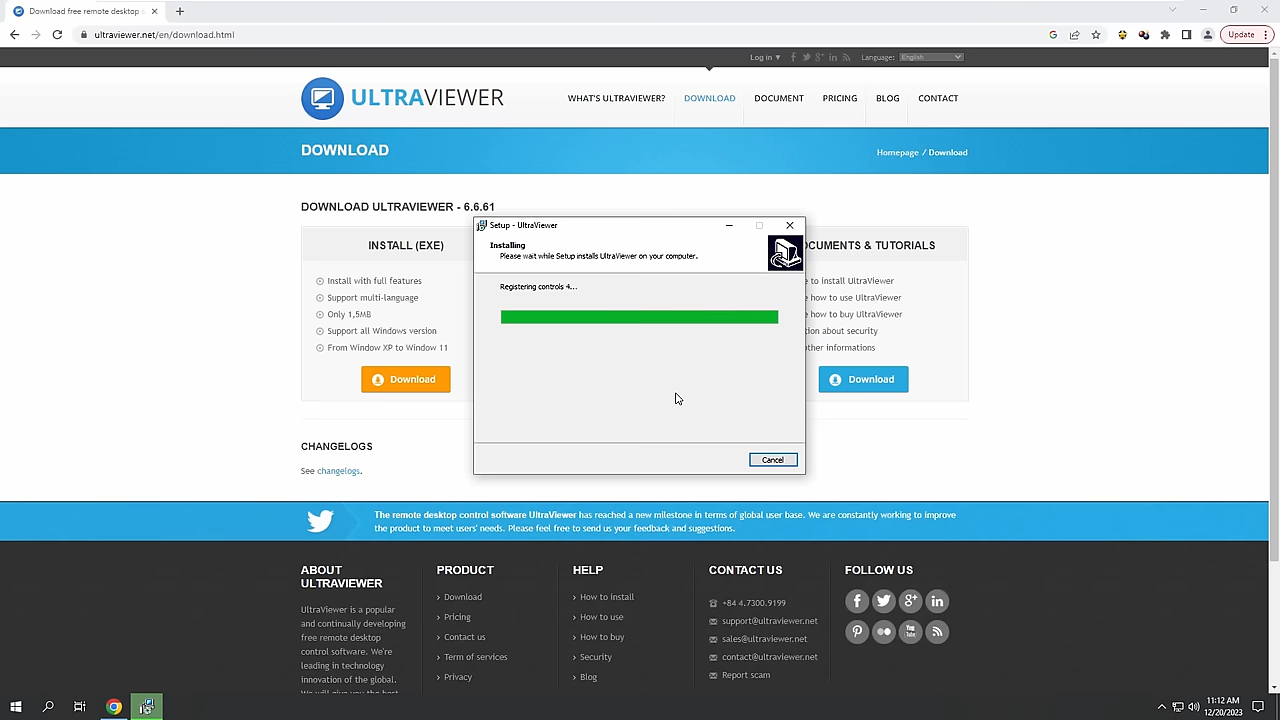 Download free remote desktop
ultraviewer.net/en/download.html
Update
Log in
Language:
English
ULTRAVIEWER
WHAT'S ULTRAVIEWER?
DOWNLOAD
DOCUMENT
PRICING
BLOG
CONTACT
DOWNLOAD
Homepage / Download
DOWNLOAD ULTRAVIEWER - 6.6.61
INSTALL (EXE)
Install with full features
Support multi-language
Only 1,5MB
Support all Windows version
From Window XP to Window 11
Download
Setup - UltraViewer
Installing
Please wait while Setup installs UltraViewer on your computer.
Registering controls 4...
Cancel
OCUMENTS & TUTORIALS
e to install UltraViewer
e how to use UltraViewer
e how to buy UltraViewer
tion about security
other informations
Download
CHANGELOGS
See changelogs.
The remote desktop control software UltraViewer has reached a new milestone in terms of global user base. We are constantly working to improve
the product to meet users' needs. Please feel free to send us your feedback and suggestions.
ABOUT
ULTRAVIEWER
UltraViewer is a popular
and continually developing
free remote desktop
control software. We're
leading in technology
innovation of the global.
We will give you the best
PRODUCT
Download
Pricing
Contact us
Term of services
Privacy
HELP
How to install
How to use
How to buy
Security
Blog
CONTACT US
+84 4.7300.9199
support@ultraviewer.net
sales@ultraviewer.net
contact@ultraviewer.net
Report scam
FOLLOW US
11:12 AM
12/20/2023